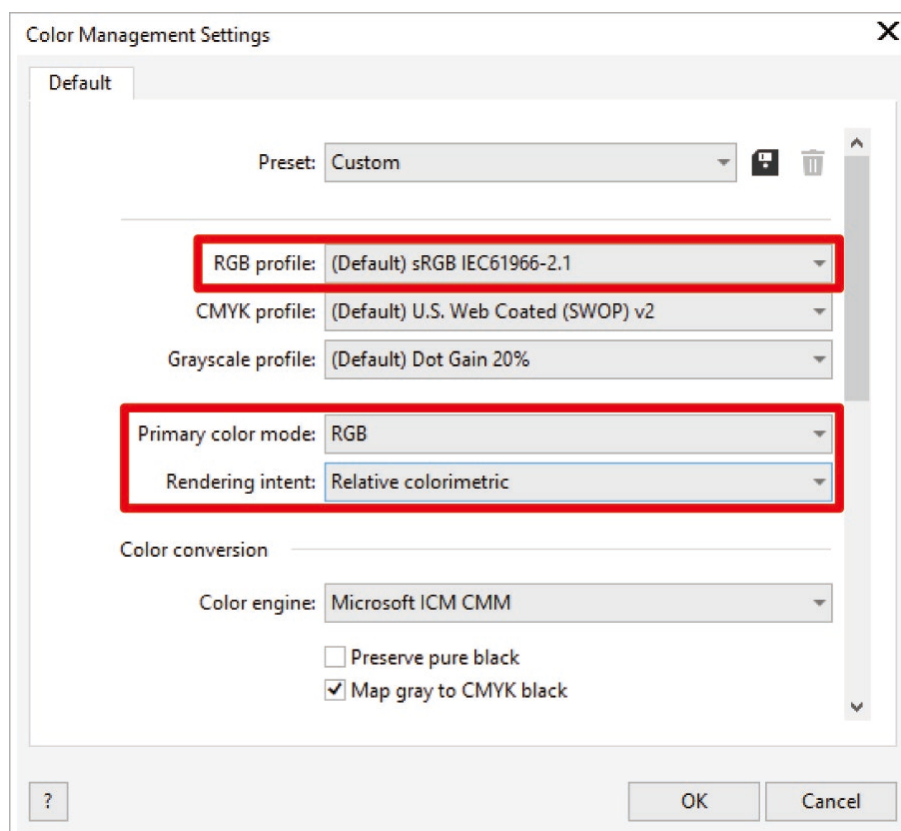 Color Management Settings
Default
Preset: Custom
RGB profile: (Default) sRGB IEC61966-2.1
CMYK profile: (Default) U.S. Web Coated (SWOP) v2
Grayscale profile: (Default) Dot Gain 20%
Primary color mode: RGB
Rendering intent: Relative colorimetric
Color conversion
Color engine: Microsoft ICM CMM
Preserve pure black
Map gray to CMYK black
? OK Cancel